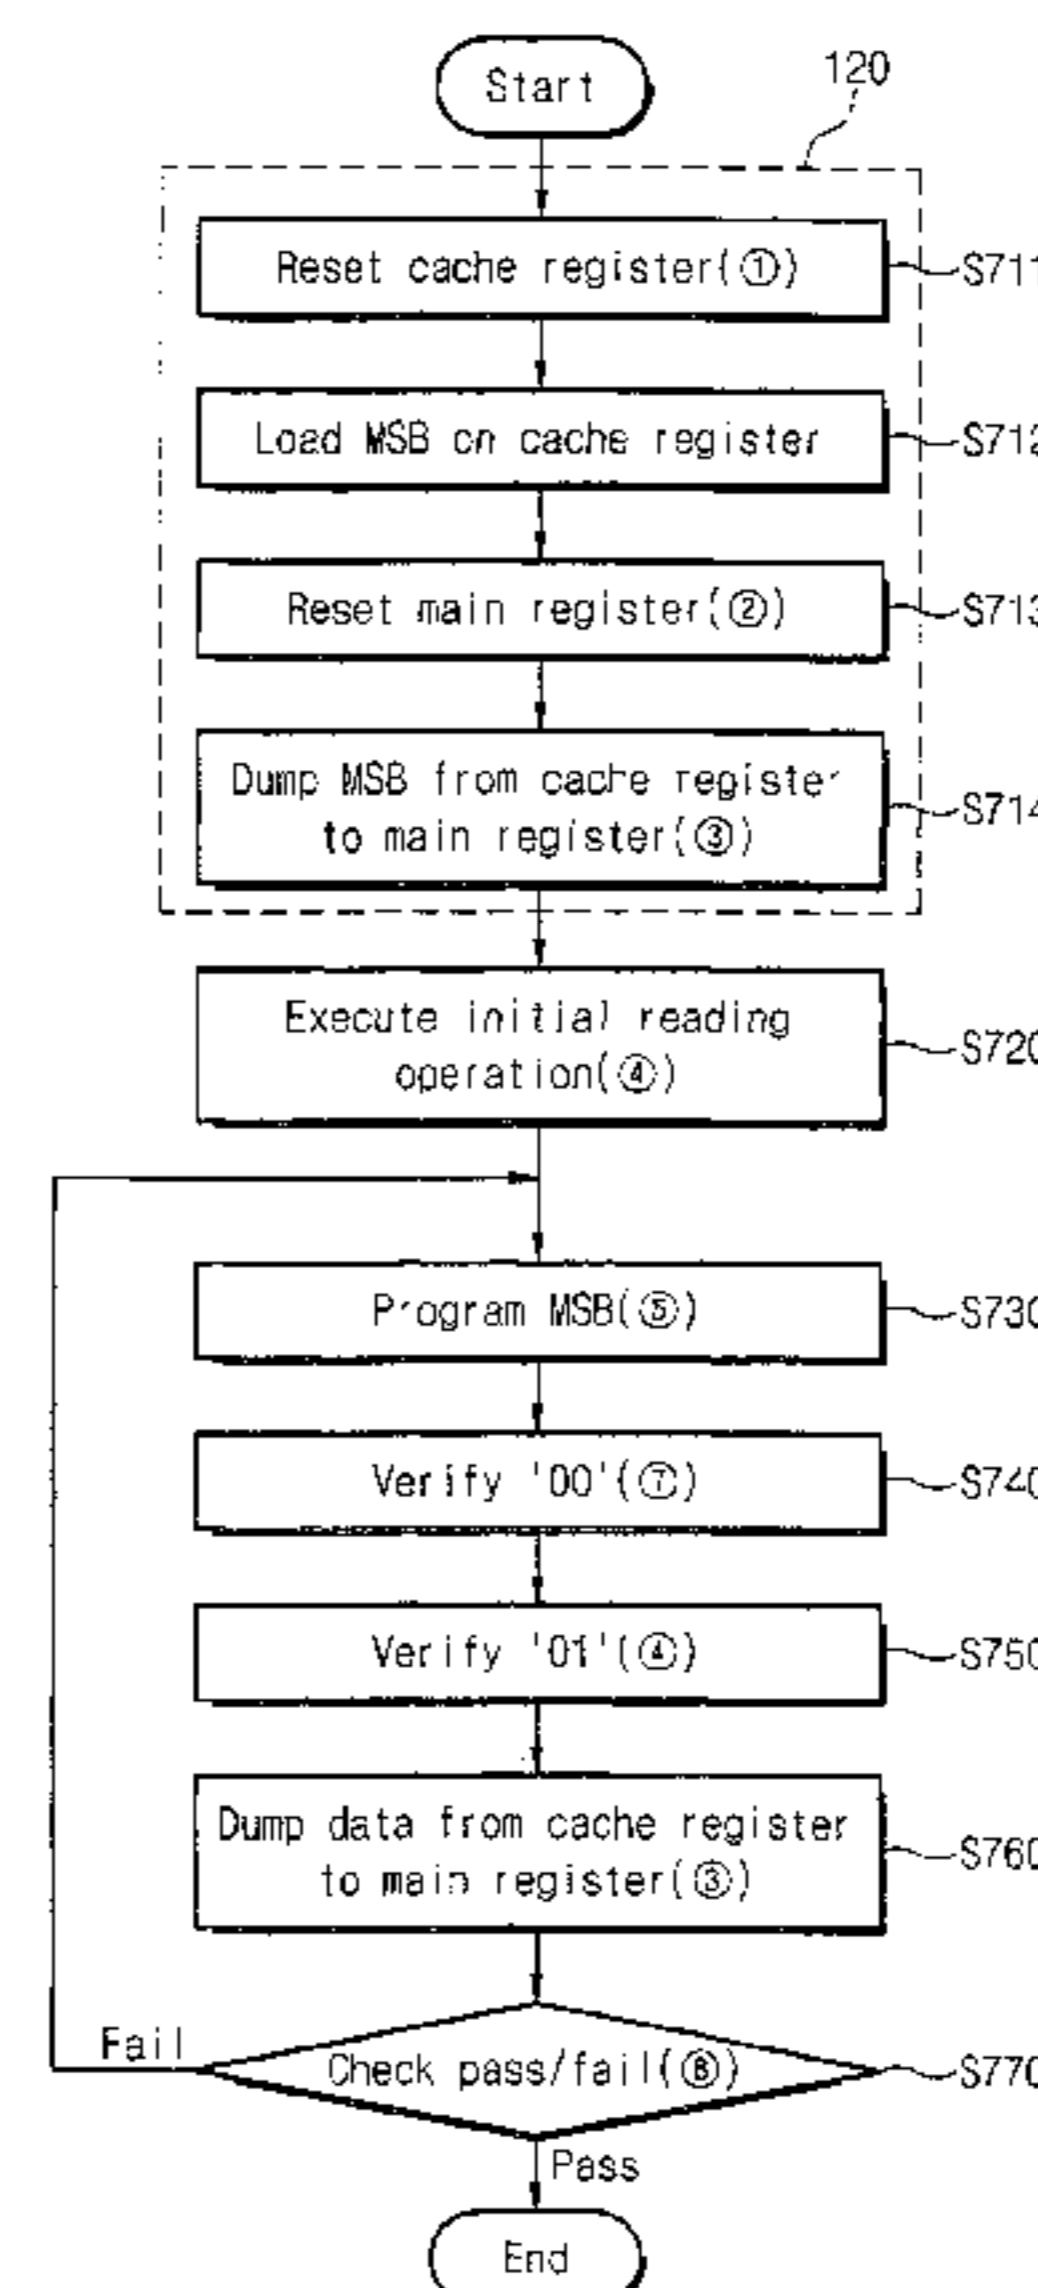 Start
120
Reset cache register(①)
S711
Load MSB on cache register
S712
Reset main register(②)
S713
Dump MSB from cache register
to main register(③)
S714
Execute initial reading
operation(④)
S720
Program MSB(⑤)
S730
Verify '00'(⑦)
S740
Verify '01'(④)
S750
Dump data from cache register
to main register(③)
S760
Fail
Check pass/fail(⑧)
S770
Pass
End